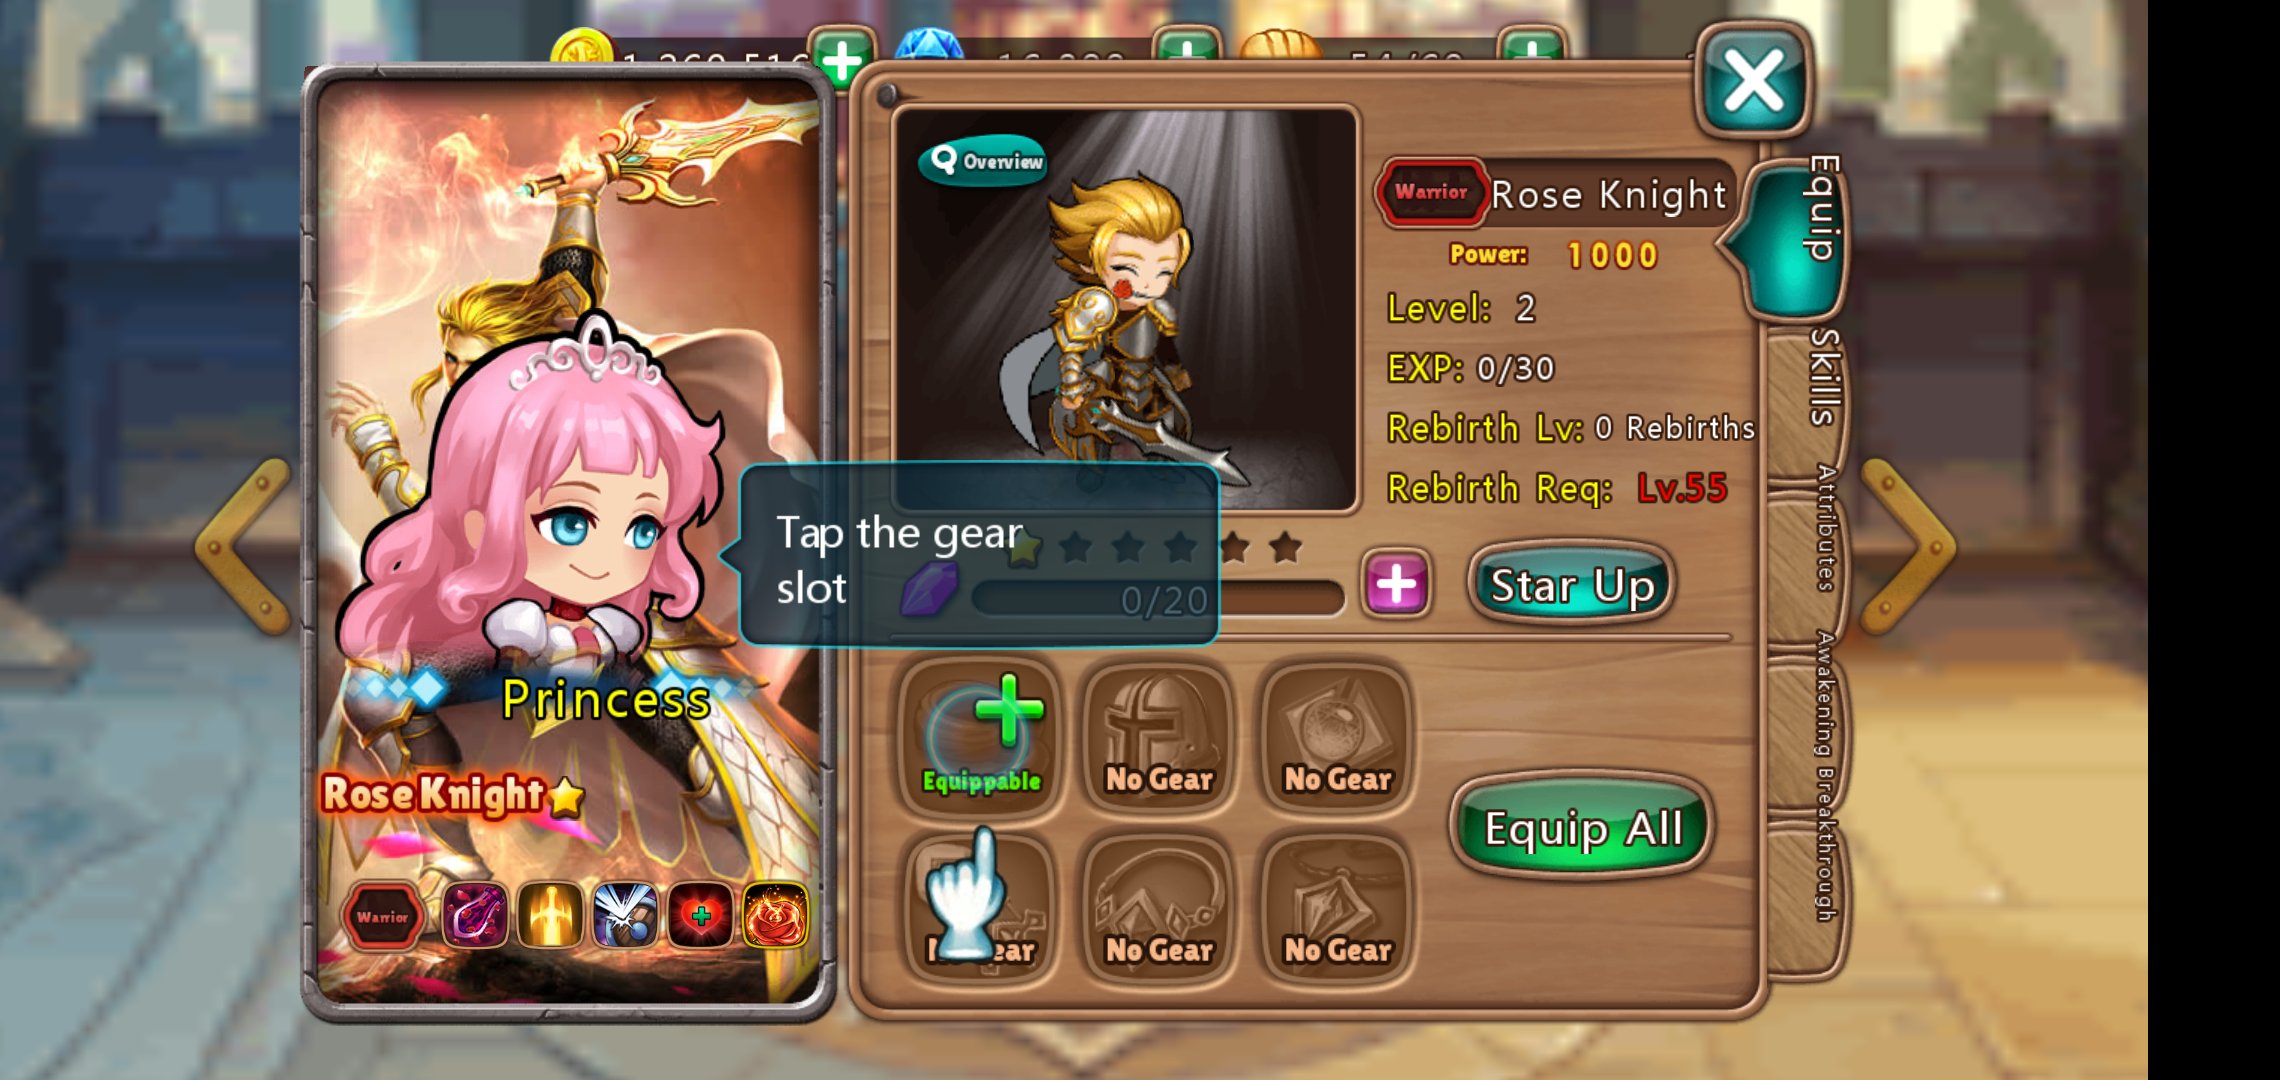 Overview
Warrior
Rose Knight
Power: 1000
Level: 2
EXP: 0/30
Rebirth Lv: 0 Rebirths
Rebirth Req: Lv.55
Tap the gear
slot
0/20
Star Up
Princess
Rose Knight
Warrior
Equippable
No Gear
No Gear
No Gear
No Gear
Equip All
Equip
Skills
Attributes
Awakening Breakthrough